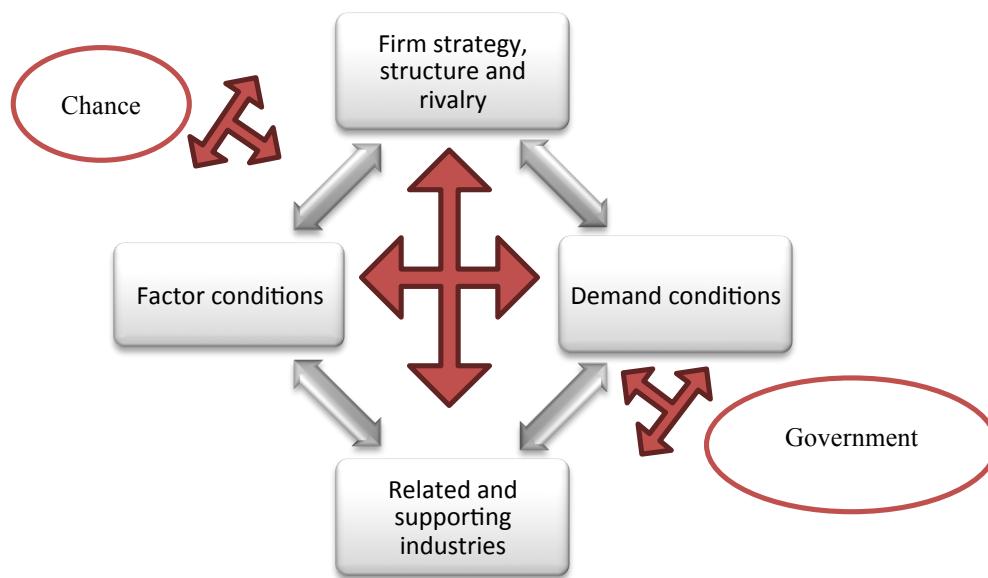 Firm strategy,
structure and
rivalry
Chance
Factor conditions
Demand conditions
Government
Related and
supporting
industries